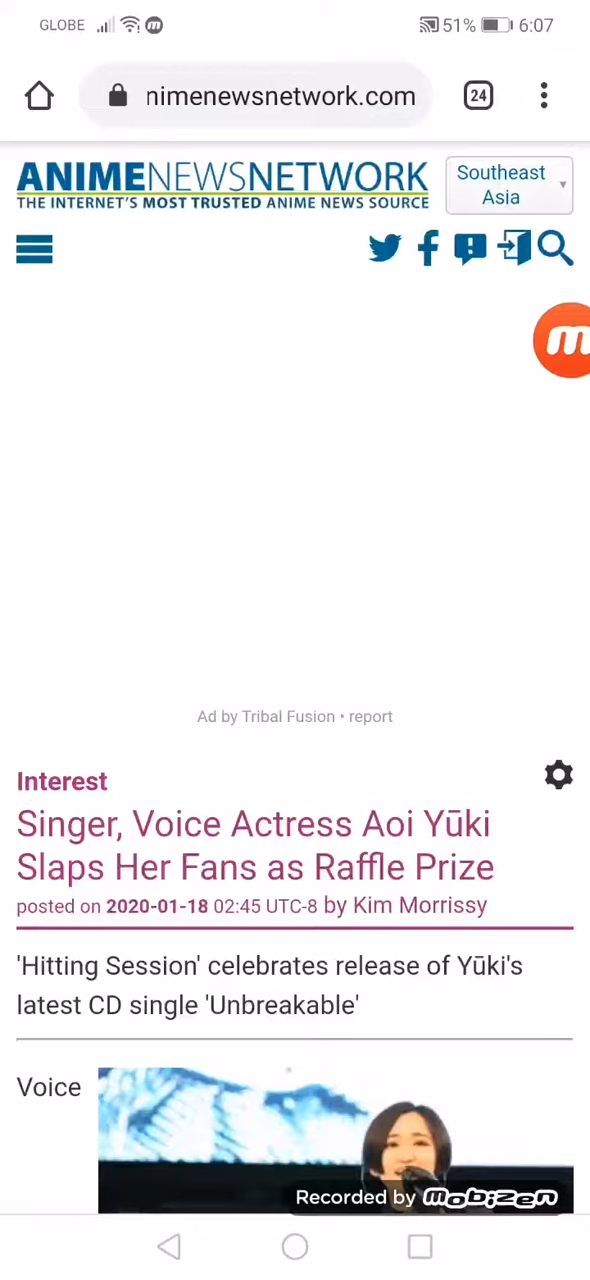 GLOBE 51% 6:07
nimenewsnetwork.com 24
ANIMENEWSNETWORK
THE INTERNET'S MOST TRUSTED ANIME NEWS SOURCE
Southeast
Asia
m
Ad by Tribal Fusion • report
Interest
Singer, Voice Actress Aoi Yūki
Slaps Her Fans as Raffle Prize
posted on 2020-01-18 02:45 UTC-8 by Kim Morrissy
'Hitting Session' celebrates release of Yūki's
latest CD single 'Unbreakable'
Voice
Recorded by mobizen